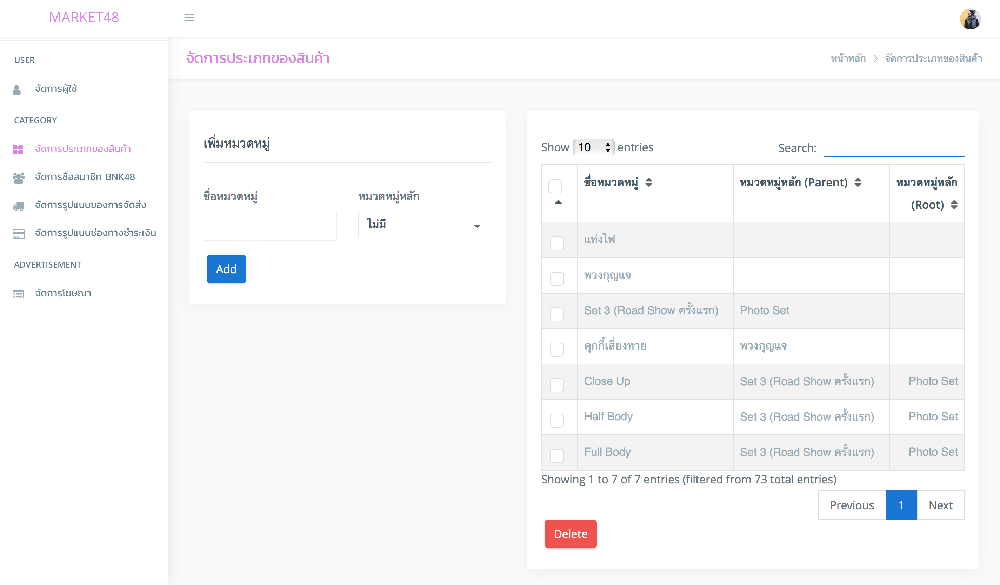 MARKET48
USER
จัดการผู้ใช้
CATEGORY
จัดการประเภทของสินค้า
จัดการชื่อสมาชิก BNK48
จัดการรูปแบบของการจัดส่ง
จัดการรูปแบบช่องทางชำระเงิน
ADVERTISEMENT
จัดการโฆษณา
จัดการประเภทของสินค้า
หน้าหลัก > จัดการประเภทของสินค้า
เพิ่มหมวดหมู่
ชื่อหมวดหมู่ หมวดหมู่หลัก
ไม่มี
Add
Show 10 entries Search:
ชื่อหมวดหมู่ หมวดหมู่หลัก (Parent) หมวดหมู่หลัก
(Root)
แท่งไฟ
พวงกุญแจ
Set 3 (Road Show ครั้งแรก) Photo Set
คุกกี้เสี่ยงทาย พวงกุญแจ
Close Up Set 3 (Road Show ครั้งแรก) Photo Set
Half Body Set 3 (Road Show ครั้งแรก) Photo Set
Full Body Set 3 (Road Show ครั้งแรก) Photo Set
Showing 1 to 7 of 7 entries (filtered from 73 total entries)
Previous 1 Next
Delete